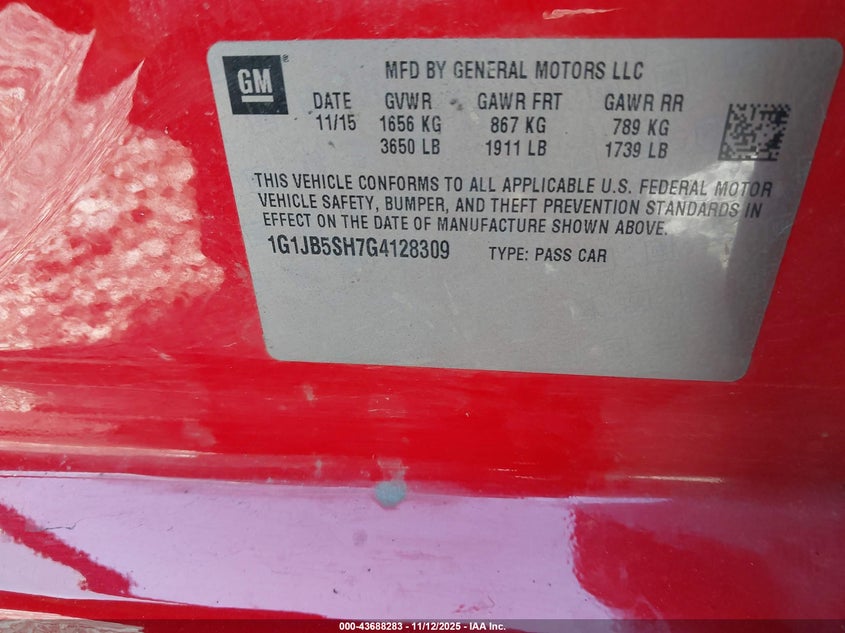 GM ®
MFD BY GENERAL MOTORS LLC
DATE GVWR GAWR FRT GAWR RR
11/15 1656 KG 867 KG 789 KG
3650 LB 1911 LB 1739 LB
THIS VEHICLE CONFORMS TO ALL APPLICABLE U.S. FEDERAL MOTOR
VEHICLE SAFETY, BUMPER, AND THEFT PREVENTION STANDARDS IN
EFFECT ON THE DATE OF MANUFACTURE SHOWN ABOVE.
1G1JB5SH7G4128309 TYPE: PASS CAR
000-43688283 - 11/12/2025 - IAA Inc.